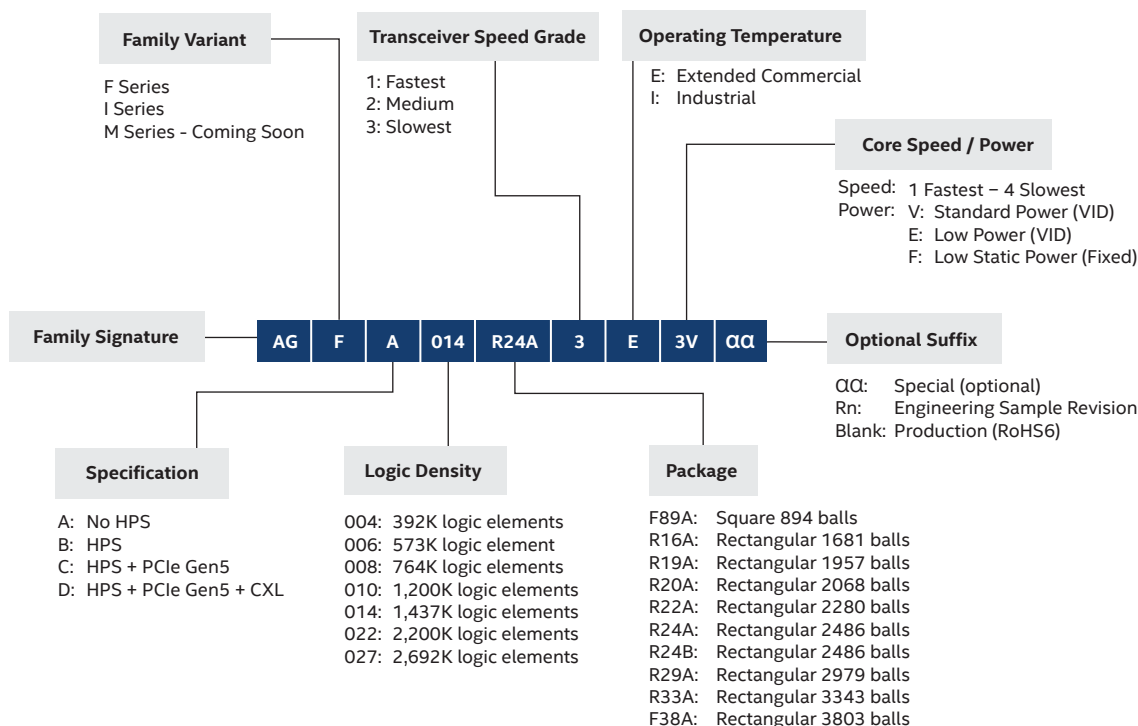 Family Variant
F Series
I Series
M Series - Coming Soon
Transceiver Speed Grade
1: Fastest
2: Medium
3: Slowest
Operating Temperature
E: Extended Commercial
I: Industrial
Core Speed / Power
Speed: 1 Fastest – 4 Slowest
Power: V: Standard Power (VID)
E: Low Power (VID)
F: Low Static Power (Fixed)
Family Signature
AG F A 014 R24A 3 E 3V αα
Optional Suffix
αα: Special (optional)
Rn: Engineering Sample Revision
Blank: Production (RoHS6)
Specification
A: No HPS
B: HPS
C: HPS + PCIe Gen5
D: HPS + PCIe Gen5 + CXL
Logic Density
004: 392K logic elements
006: 573K logic element
008: 764K logic elements
010: 1,200K logic elements
014: 1,437K logic elements
022: 2,200K logic elements
027: 2,692K logic elements
Package
F89A: Square 894 balls
R16A: Rectangular 1681 balls
R19A: Rectangular 1957 balls
R20A: Rectangular 2068 balls
R22A: Rectangular 2280 balls
R24A: Rectangular 2486 balls
R24B: Rectangular 2486 balls
R29A: Rectangular 2979 balls
R33A: Rectangular 3343 balls
F38A: Rectangular 3803 balls